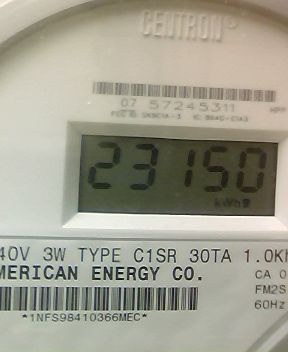 CENTRON®
07 57245311
23150
kWh
40V 3W TYPE C1SR 30TA 1.0Kh
MERICAN ENERGY CO.
CA 0
FM2S
60Hz
*1NFS98410366MEC*